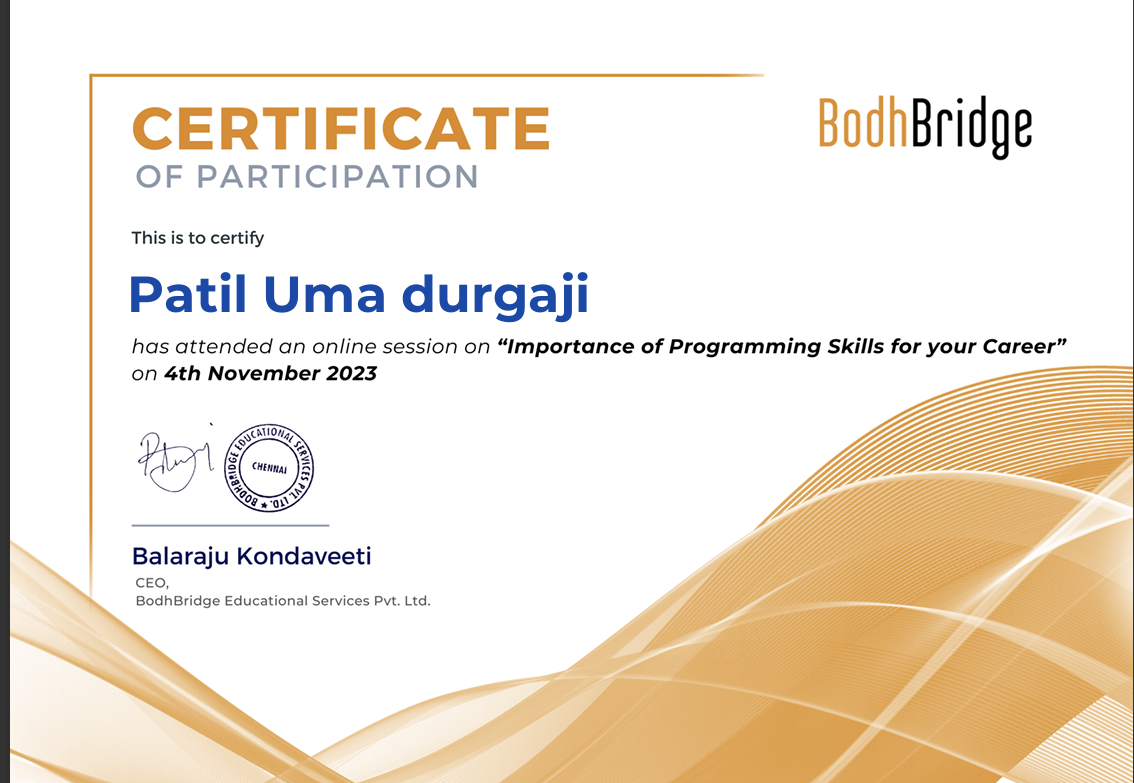 CERTIFICATE
BodhBridge
OF PARTICIPATION
This is to certify
Patil Uma durgaji
has attended an online session on “Importance of Programming Skills for your Career”
on 4th November 2023
BODHBRIDGE EDUCATIONAL SERVICES PVT. LTD. ★
CHENNAI
Balaraju Kondaveeti
CEO,
BodhBridge Educational Services Pvt. Ltd.